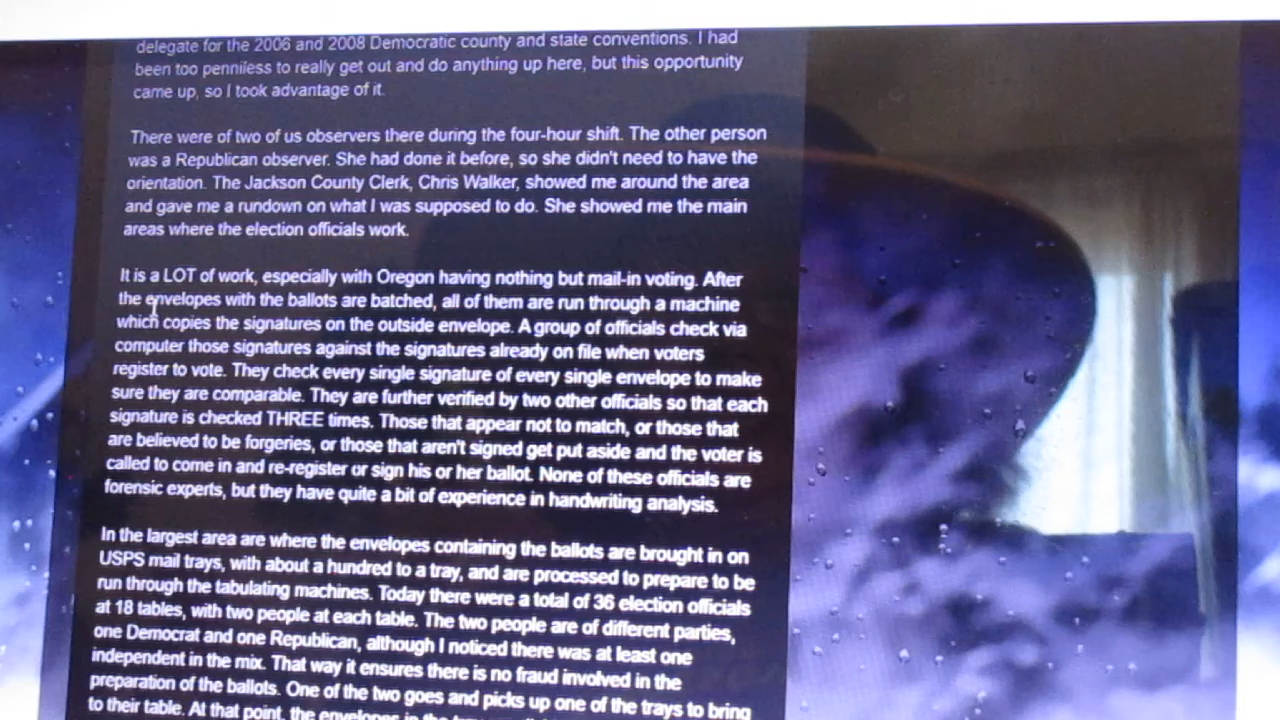 delegate for the 2006 and 2008 Democratic county and state conventions. I had
been too penniless to really get out and do anything up here, but this opportunity
came up, so I took advantage of it.
There were of two of us observers there during the four-hour shift. The other person
was a Republican observer. She had done it before, so she didn't need to have the
orientation. The Jackson County Clerk, Chris Walker, showed me around the area
and gave me a rundown on what I was supposed to do. She showed me the main
areas where the election officials work.
It is a LOT of work, especially with Oregon having nothing but mail-in voting. After
the envelopes with the ballots are batched, all of them are run through a machine
which copies the signatures on the outside envelope. A group of officials check via
computer those signatures against the signatures already on file when voters
register to vote. They check every single signature of every single envelope to make
sure they are comparable. They are further verified by two other officials so that each
signature is checked THREE times. Those that appear not to match, or those that
are believed to be forgeries, or those that aren't signed get put aside and the voter is
called to come in and re-register or sign his or her ballot. None of these officials are
forensic experts, but they have quite a bit of experience in handwriting analysis.
In the largest area are where the envelopes containing the ballots are brought in on
USPS mail trays, with about a hundred to a tray, and are processed to prepare to be
run through the tabulating machines. Today there were a total of 36 election officials
at 18 tables, with two people at each table. The two people are of different parties,
one Democrat and one Republican, although I noticed there was at least one
independent in the mix. That way it ensures there is no fraud involved in the
preparation of the ballots. One of the two goes and picks up one of the trays to bring
to their table. At that point, the envelopes in the